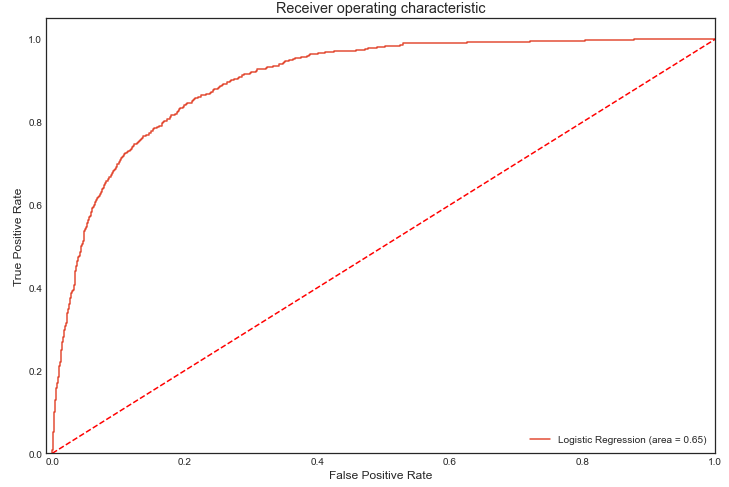 Receiver operating characteristic
1.0
0.8
0.6
0.4
0.2
0.0
True Positive Rate
Logistic Regression (area = 0.65)
0.0 0.2 0.4 0.6 0.8 1.0
False Positive Rate